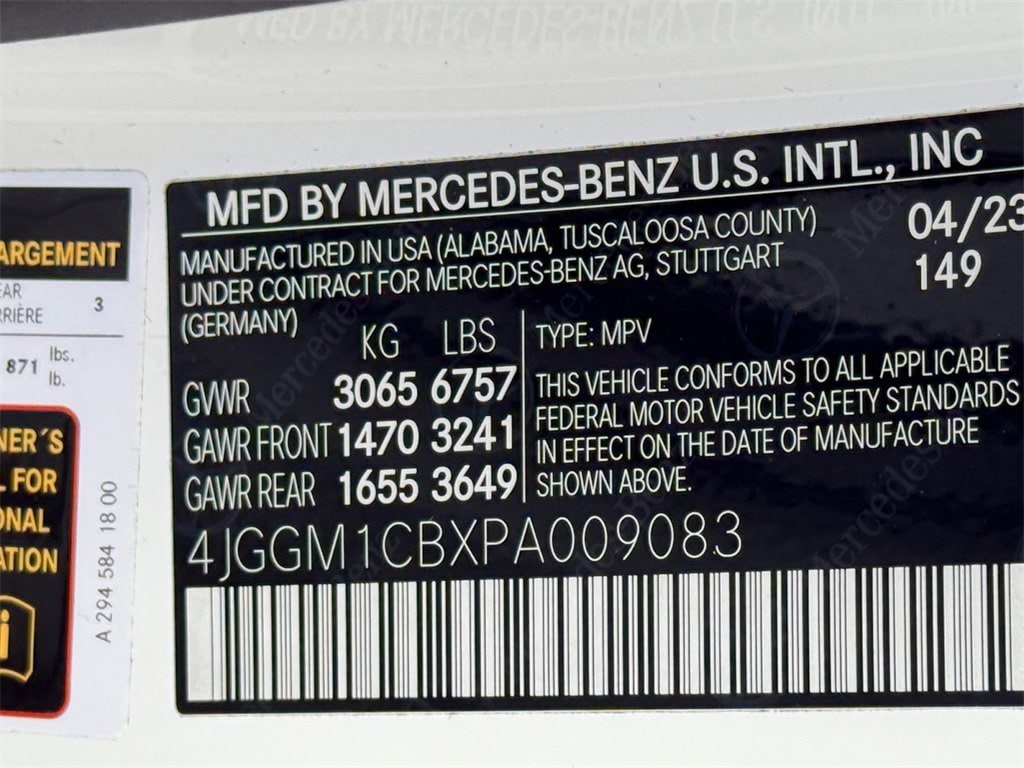 MFD BY MERCEDES-BENZ U.S. INTL., INC
MANUFACTURED IN USA (ALABAMA, TUSCALOOSA COUNTY)
UNDER CONTRACT FOR MERCEDES-BENZ AG, STUTTGART
(GERMANY)
04/23
149
KG LBS
GVWR 3065 6757
GAWR FRONT 1470 3241
GAWR REAR 1655 3649
TYPE: MPV
THIS VEHICLE CONFORMS TO ALL APPLICABLE
FEDERAL MOTOR VEHICLE SAFETY STANDARDS
IN EFFECT ON THE DATE OF MANUFACTURE
SHOWN ABOVE.
4JGGM1CBXPA009083
ARGEMENT
EAR
RRIÈRE 3
871 lbs.
lb.
NER´S
L FOR
ONAL
ATION
i
A 294 584 18 00